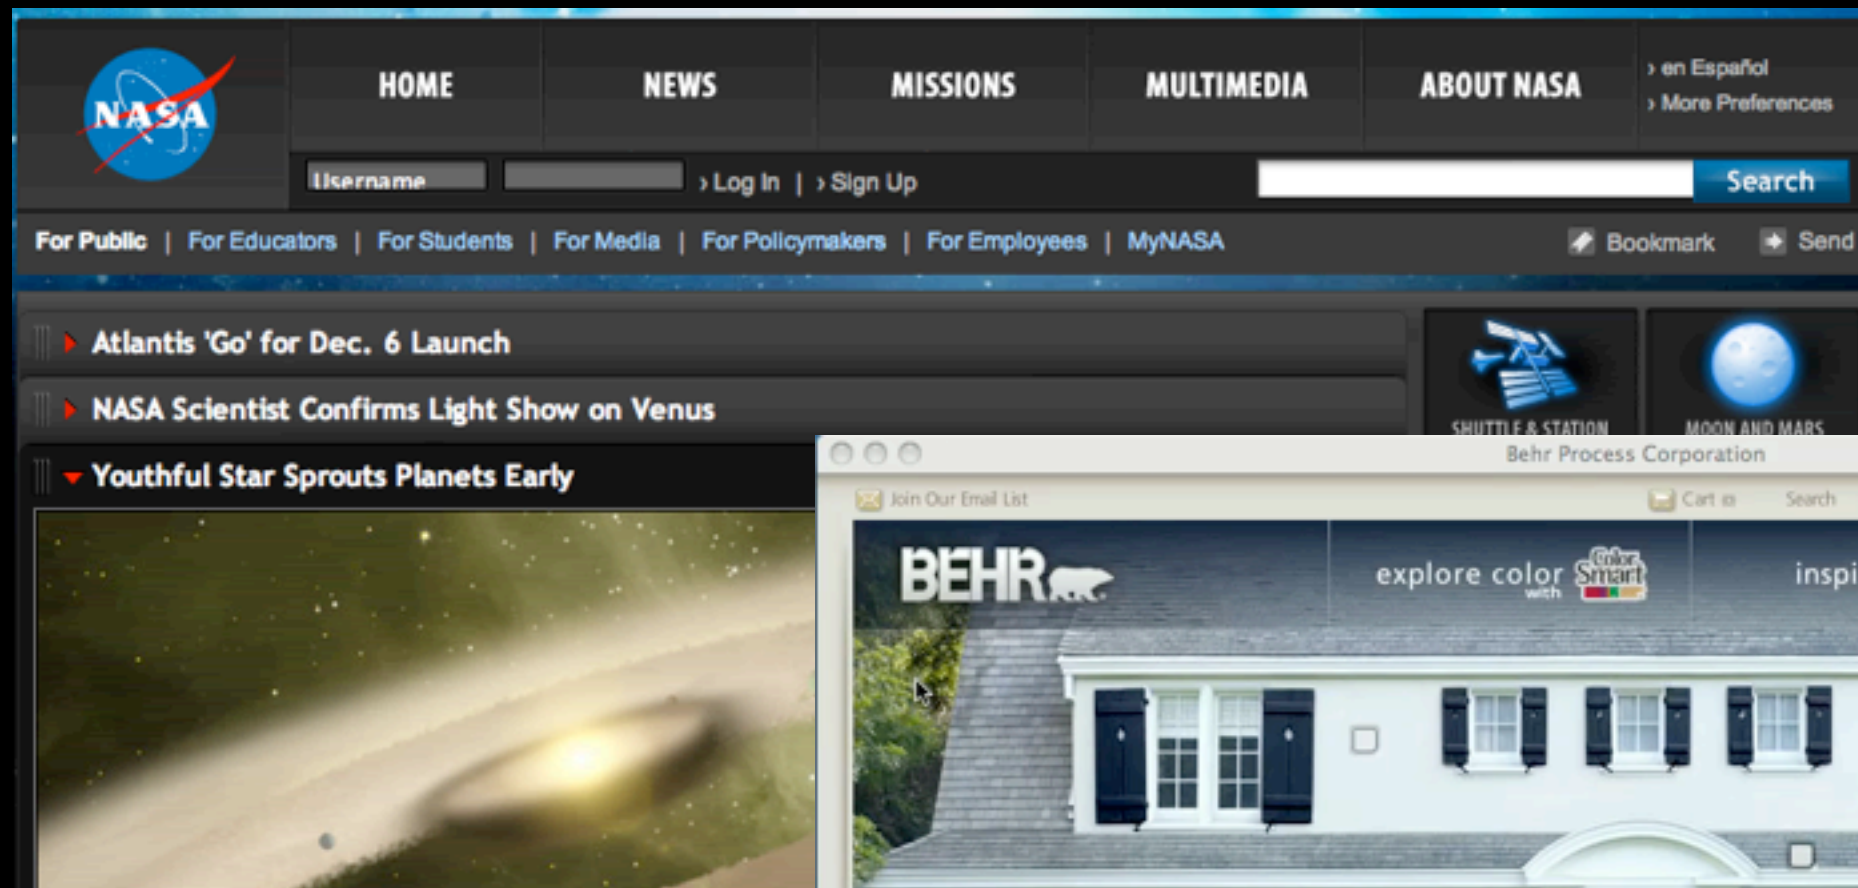 NASA
HOME NEWS MISSIONS MULTIMEDIA ABOUT NASA
› en Español
› More Preferences
Username › Log In | › Sign Up Search
For Public | For Educators | For Students | For Media | For Policymakers | For Employees | MyNASA Bookmark Send
Atlantis 'Go' for Dec. 6 Launch
NASA Scientist Confirms Light Show on Venus
SHUTTLE & STATION MOON AND MARS
Youthful Star Sprouts Planets Early
Behr Process Corporation
Join Our Email List Cart Search
BEHR explore color with Color Smart inspi